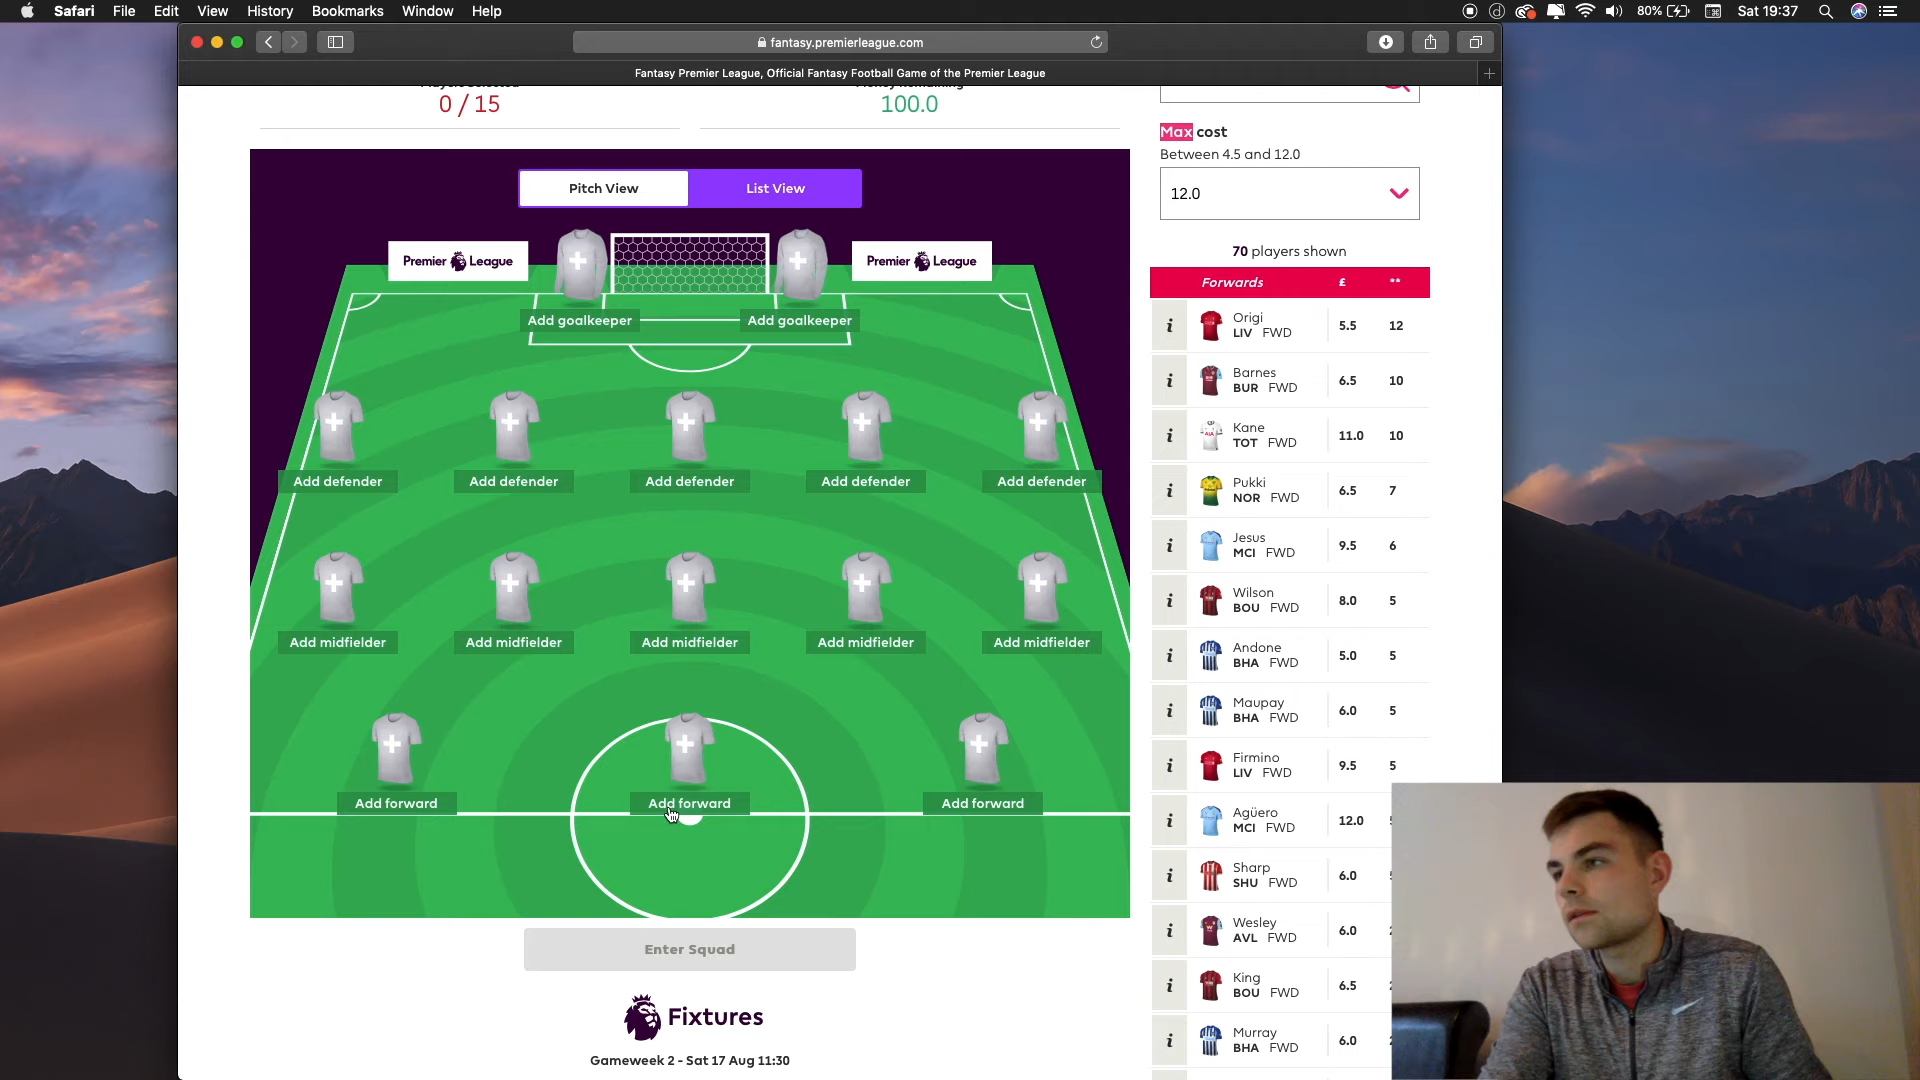 Safari File Edit View History Bookmarks Window Help
80% Sat 19:37
fantasy.premierleague.com
Fantasy Premier League, Official Fantasy Football Game of the Premier League
0 / 15
100.0
Max cost
Between 4.5 and 12.0
12.0
Pitch View
List View
Premier League
Premier League
Add goalkeeper
Add goalkeeper
Add defender
Add defender
Add defender
Add defender
Add defender
Add midfielder
Add midfielder
Add midfielder
Add midfielder
Add midfielder
Add forward
Add forward
Add forward
Enter Squad
Fixtures
Gameweek 2 - Sat 17 Aug 11:30
70 players shown
Forwards £ **
Origi
LIV FWD 5.5 12
Barnes
BUR FWD 6.5 10
Kane
TOT FWD 11.0 10
Pukki
NOR FWD 6.5 7
Jesus
MCI FWD 9.5 6
Wilson
BOU FWD 8.0 5
Andone
BHA FWD 5.0 5
Maupay
BHA FWD 6.0 5
Firmino
LIV FWD 9.5 5
Agüero
MCI FWD 12.0
Sharp
SHU FWD 6.0
Wesley
AVL FWD 6.0
King
BOU FWD 6.5
Murray
BHA FWD 6.0